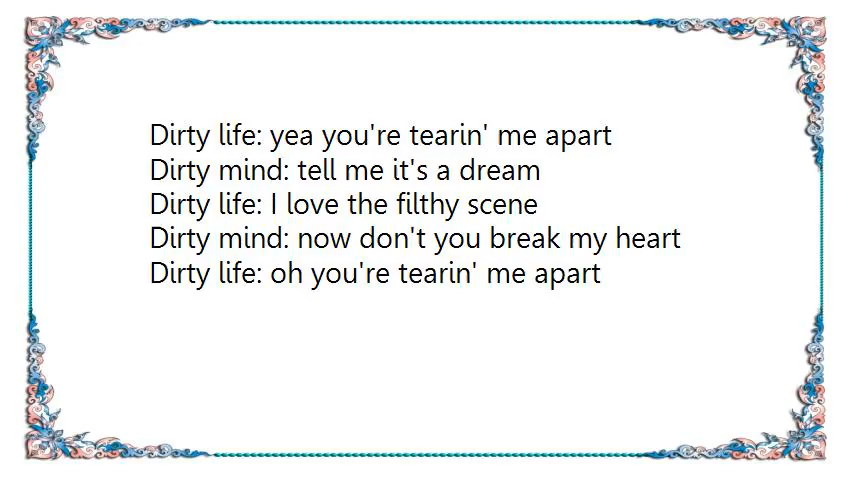 Dirty life: yea you're tearin' me apart
Dirty mind: tell me it's a dream
Dirty life: I love the filthy scene
Dirty mind: now don't you break my heart
Dirty life: oh you're tearin' me apart